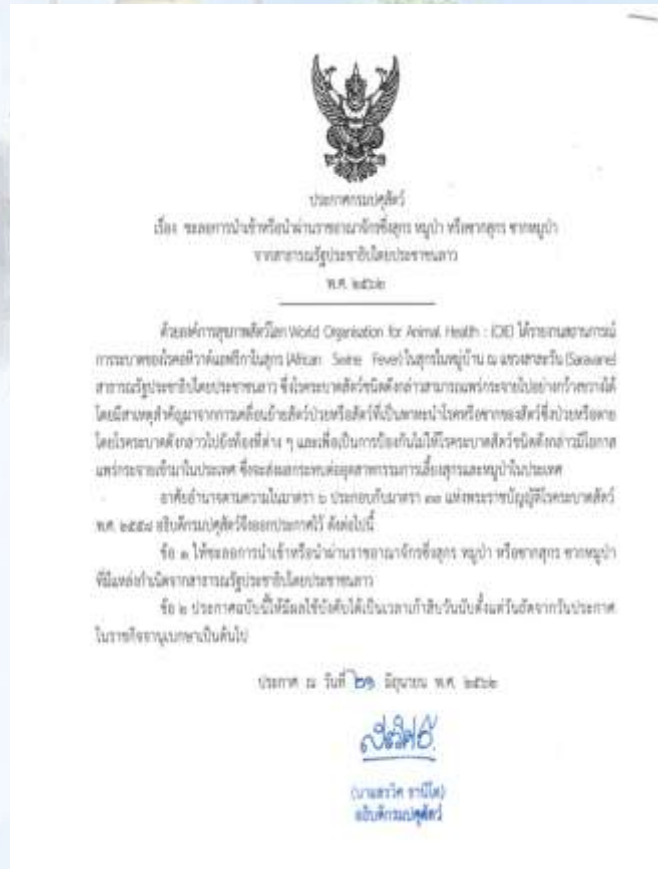 ประกาศกรมปศุสัตว์
เรื่อง ชะลอการนำเข้าหรือนำผ่านราชอาณาจักรซึ่งสุกร หมูป่า หรือซากสุกร ซากหมูป่า
จากสาธารณรัฐประชาธิปไตยประชาชนลาว
พ.ศ. ๒๕๖๒
ด้วยองค์การสุขภาพสัตว์โลก World Organisation for Animal Health : (OIE) ได้รายงานสถานการณ์
การระบาดของโรคอหิวาต์แอฟริกาในสุกร (African Swine Fever) ในสุกรในหมู่บ้าน ณ แขวงสาละวัน (Saravane)
สาธารณรัฐประชาธิปไตยประชาชนลาว ซึ่งโรคระบาดสัตว์ชนิดดังกล่าวสามารถแพร่กระจายไปอย่างกว้างขวางได้
โดยมีสาเหตุสำคัญมาจากการเคลื่อนย้ายสัตว์ป่วยหรือสัตว์ที่เป็นพาหะนำโรคหรือซากของสัตว์ซึ่งป่วยหรือตาย
โดยโรคระบาดดังกล่าวไปยังท้องที่ต่าง ๆ และเพื่อเป็นการป้องกันไม่ให้โรคระบาดสัตว์ชนิดดังกล่าวมีโอกาส
แพร่กระจายเข้ามาในประเทศ ซึ่งจะส่งผลกระทบต่ออุตสาหกรรมการเลี้ยงสุกรและหมูป่าในประเทศ
อาศัยอำนาจตามความในมาตรา ๖ ประกอบกับมาตรา ๓๓ แห่งพระราชบัญญัติโรคระบาดสัตว์
พ.ศ. ๒๕๕๘ อธิบดีกรมปศุสัตว์จึงออกประกาศไว้ ดังต่อไปนี้
ข้อ ๑ ให้ชะลอการนำเข้าหรือนำผ่านราชอาณาจักรซึ่งสุกร หมูป่า หรือซากสุกร ซากหมูป่า
ที่มีแหล่งกำเนิดจากสาธารณรัฐประชาธิปไตยประชาชนลาว
ข้อ ๒ ประกาศฉบับนี้ให้มีผลใช้บังคับได้เป็นเวลาเก้าสิบวันนับตั้งแต่วันถัดจากวันประกาศ
ในราชกิจจานุเบกษาเป็นต้นไป
ประกาศ ณ วันที่ ๒๑ มิถุนายน พ.ศ. ๒๕๖๒
(นายสรวิศ ธานีโต)
อธิบดีกรมปศุสัตว์